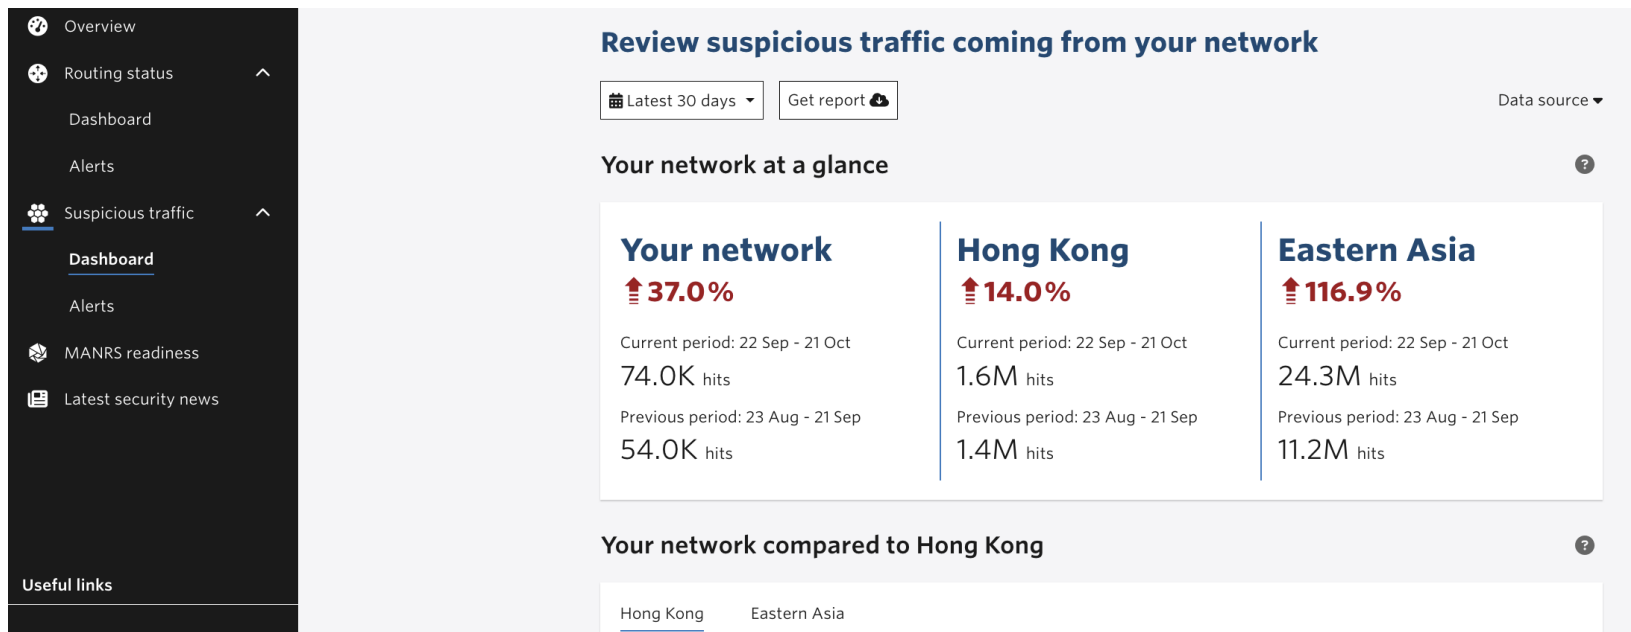 Overview
Routing status
Dashboard
Alerts
Suspicious traffic
Dashboard
Alerts
MANRS readiness
Latest security news
Useful links
Review suspicious traffic coming from your network
Latest 30 days
Get report
Data source
Your network at a glance
?
Your network
37.0%
Current period: 22 Sep - 21 Oct
74.0K hits
Previous period: 23 Aug - 21 Sep
54.0K hits
Hong Kong
14.0%
Current period: 22 Sep - 21 Oct
1.6M hits
Previous period: 23 Aug - 21 Sep
1.4M hits
Eastern Asia
116.9%
Current period: 22 Sep - 21 Oct
24.3M hits
Previous period: 23 Aug - 21 Sep
11.2M hits
Your network compared to Hong Kong
?
Hong Kong
Eastern Asia